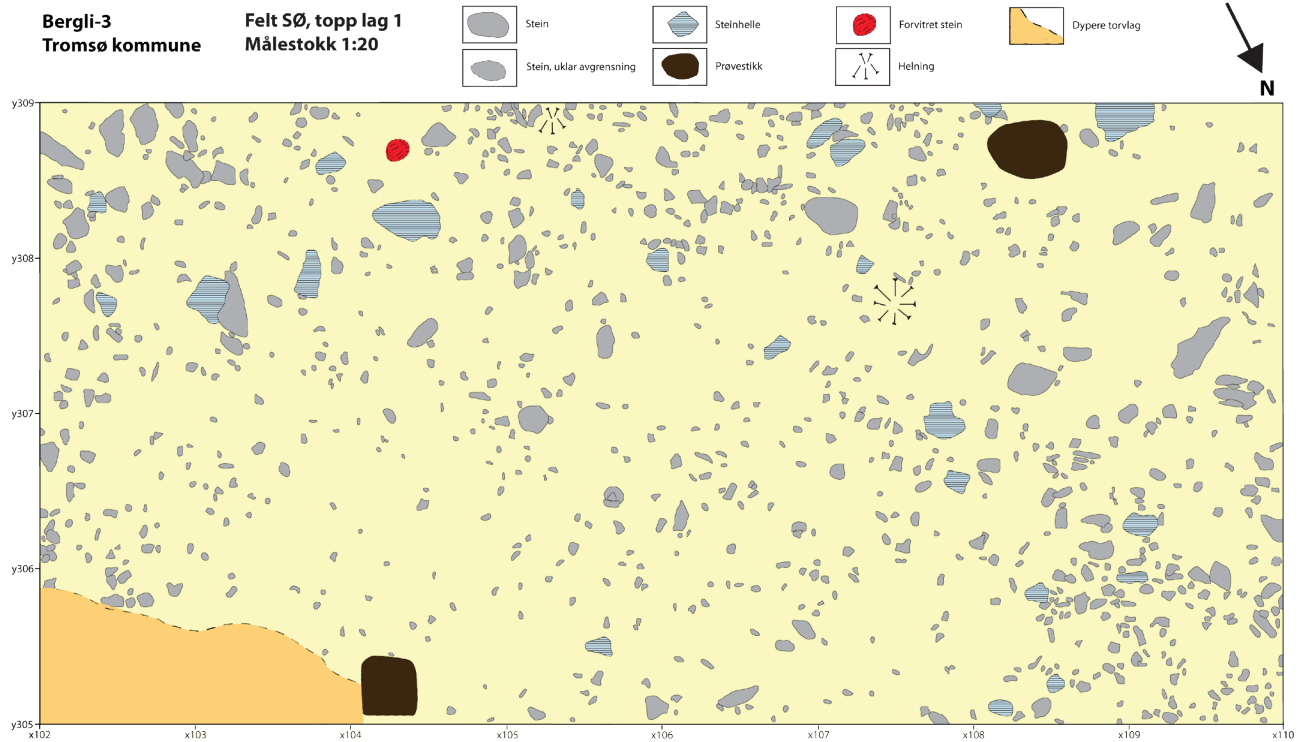 Bergli-3
Tromsø kommune
Felt SØ, topp lag 1
Målestokk 1:20
Stein
Stein, uklar avgrensning
Steinhelle
Prøvestikk
Forvitret stein
Helning
Dypere torvlag
N
y309
y308
y307
y306
y305
x102
x103
x104
x105
x106
x107
x108
x109
x110